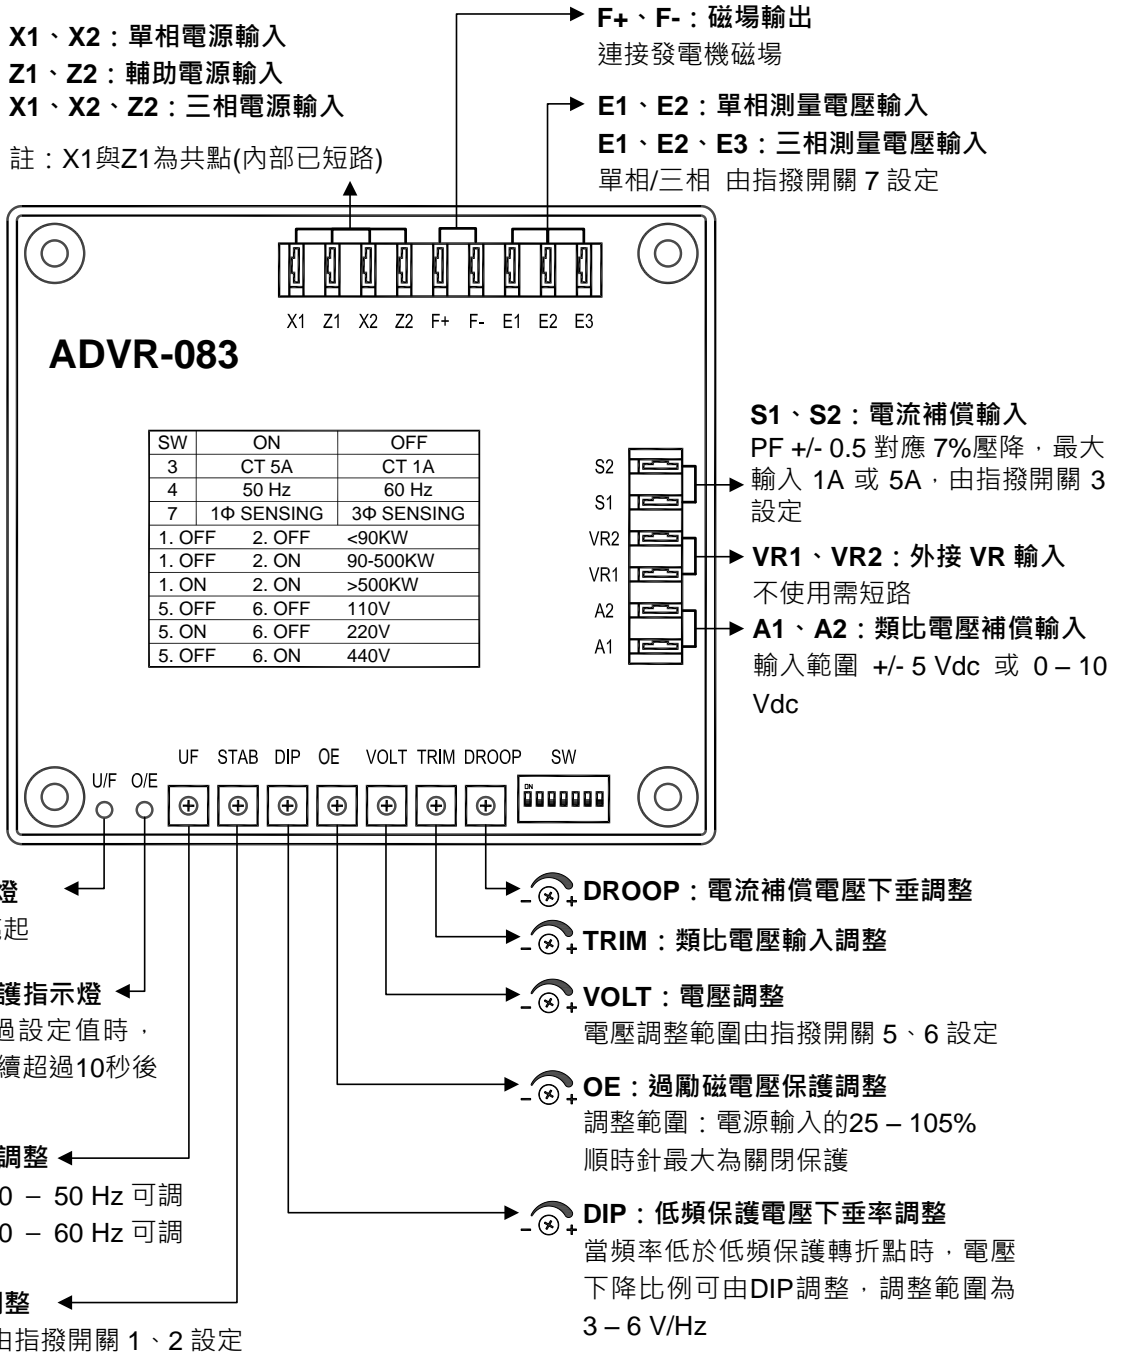 X1、X2：單相電源輸入
Z1、Z2：輔助電源輸入
X1、X2、Z2：三相電源輸入
註：X1與Z1為共點(內部已短路)
F+、F-：磁場輸出
連接發電機磁場
E1、E2：單相測量電壓輸入
E1、E2、E3：三相測量電壓輸入
單相/三相 由指撥開關 7 設定
X1 Z1 X2 Z2 F+ F- E1 E2 E3
ADVR-083
SW ON OFF
3 CT 5A CT 1A
4 50 Hz 60 Hz
7 1Φ SENSING 3Φ SENSING
1. OFF 2. OFF <90KW
1. OFF 2. ON 90-500KW
1. ON 2. ON >500KW
5. OFF 6. OFF 110V
5. ON 6. OFF 220V
5. OFF 6. ON 440V
S2
S1
VR2
VR1
A2
A1
S1、S2：電流補償輸入
PF +/- 0.5 對應 7%壓降，最大
輸入 1A 或 5A，由指撥開關 3
設定
VR1、VR2：外接 VR 輸入
不使用需短路
A1、A2：類比電壓補償輸入
輸入範圍 +/- 5 Vdc 或 0 – 10
Vdc
U/F O/E UF STAB DIP OE VOLT TRIM DROOP SW
ON
燈
起
護指示燈
過設定值時，
續超過10秒後
調整
0 – 50 Hz 可調
0 – 60 Hz 可調
整
由指撥開關 1、2 設定
- + DROOP：電流補償電壓下垂調整
- + TRIM：類比電壓輸入調整
- + VOLT：電壓調整
電壓調整範圍由指撥開關 5、6 設定
- + OE：過勵磁電壓保護調整
調整範圍：電源輸入的25 – 105%
順時針最大為關閉保護
- + DIP：低頻保護電壓下垂率調整
當頻率低於低頻保護轉折點時，電壓
下降比例可由DIP調整，調整範圍為
3 – 6 V/Hz